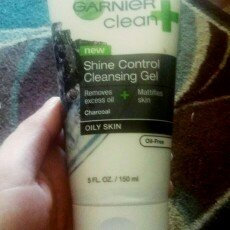 GARNIER
clean+
new
Shine Control
Cleansing Gel
Removes excess oil + Mattifies skin
Charcoal
OILY SKIN
Oil-Free
5 FL. OZ. / 150 ml